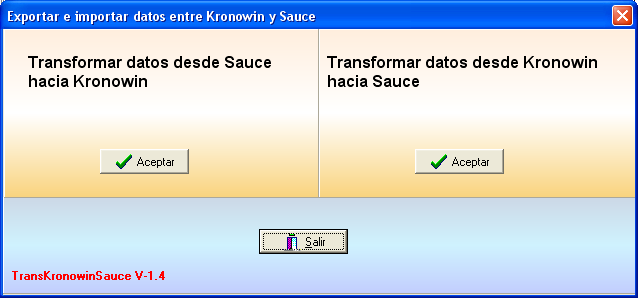 Exportar e importar datos entre Kronowin y Sauce
Transformar datos desde Sauce
hacia Kronowin
Aceptar
Transformar datos desde Kronowin
hacia Sauce
Aceptar
Salir
TransKronowinSauce V-1.4